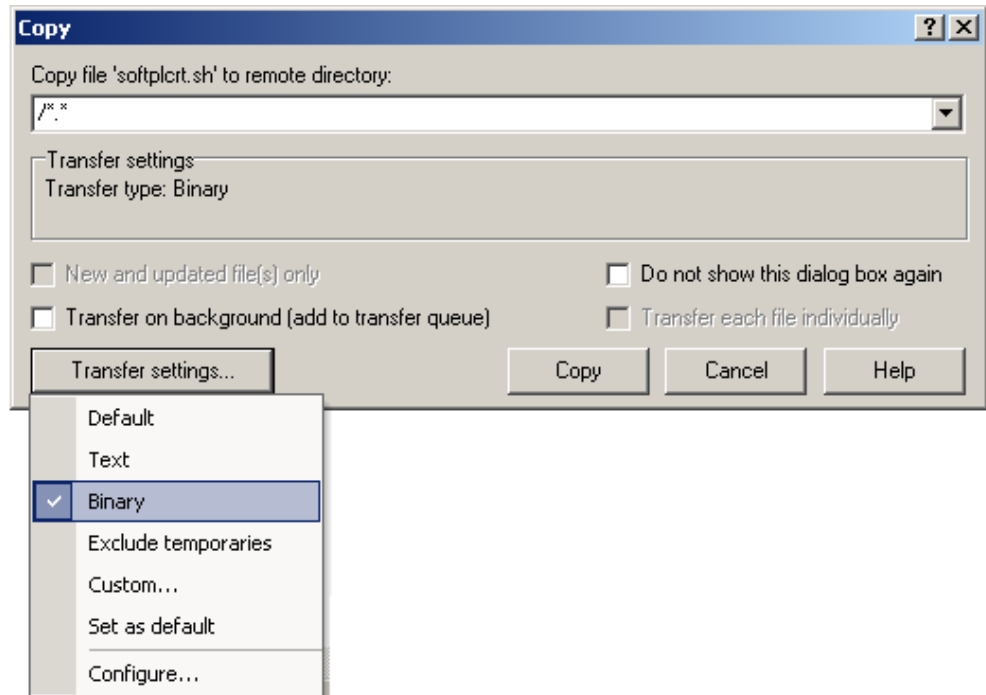 Copy
Copy file 'softplcrt.sh' to remote directory:
/*.*
Transfer settings
Transfer type: Binary
New and updated file(s) only
Do not show this dialog box again
Transfer on background (add to transfer queue)
Transfer each file individually
Transfer settings...
Copy
Cancel
Help
Default
Text
Binary
Exclude temporaries
Custom...
Set as default
Configure...